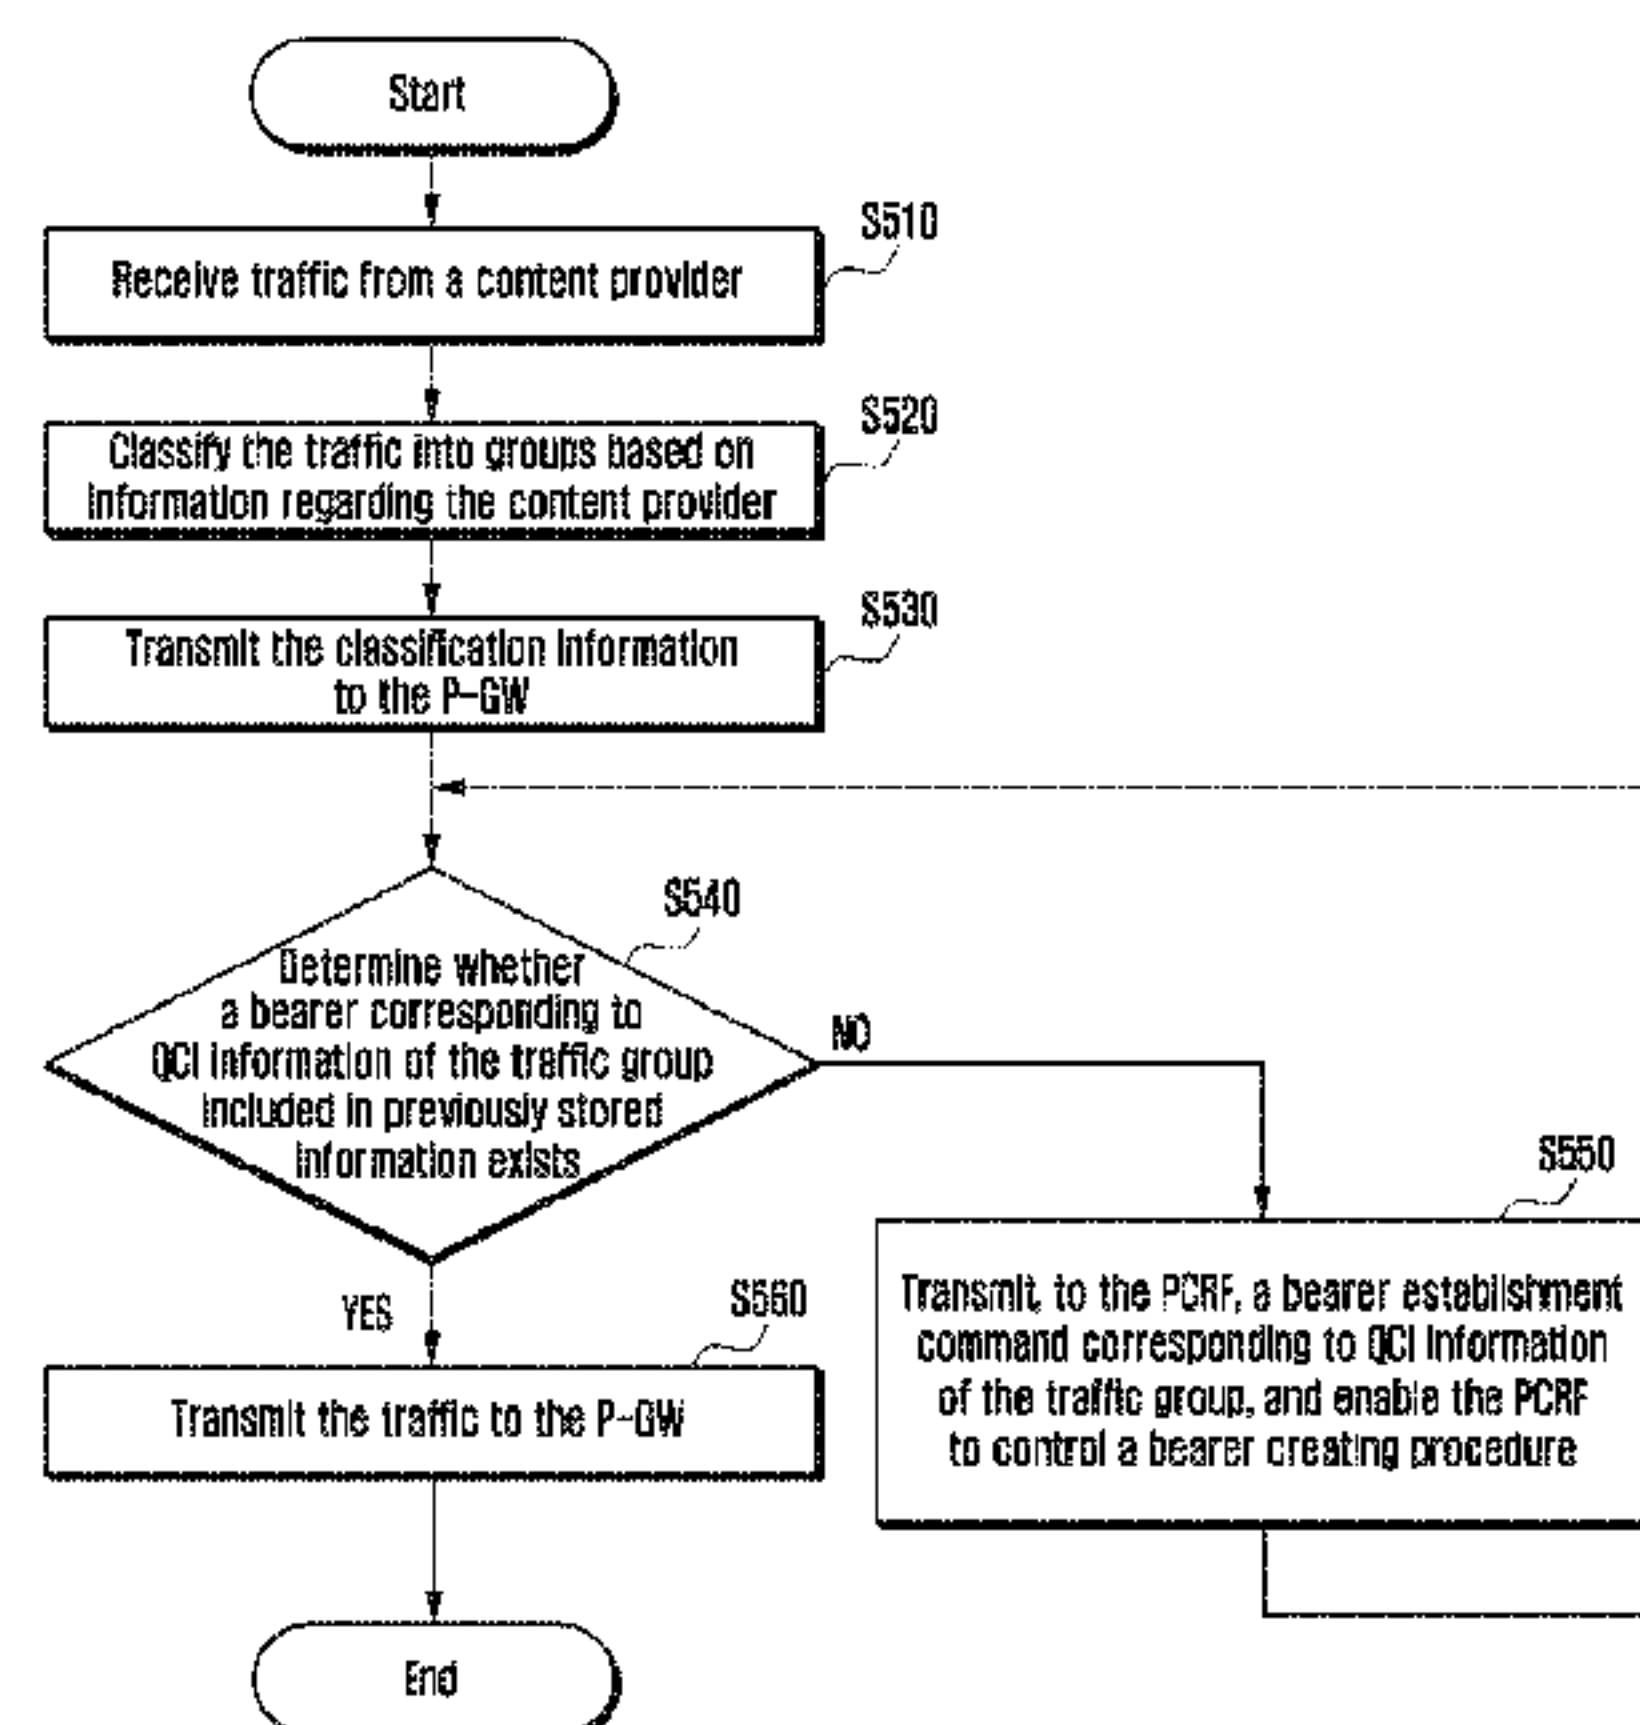 Start
S510
Receive traffic from a content provider
S520
Classify the traffic into groups based on
information regarding the content provider
S530
Transmit the classification information
to the P-GW
S540
Determine whether
a bearer corresponding to
QCI information of the traffic group
included in previously stored
information exists
NO
S550
Transmit, to the PCRF, a bearer establishment
command corresponding to QCI information
of the traffic group, and enable the PCRF
to control a bearer creating procedure
YES
S560
Transmit the traffic to the P-GW
End